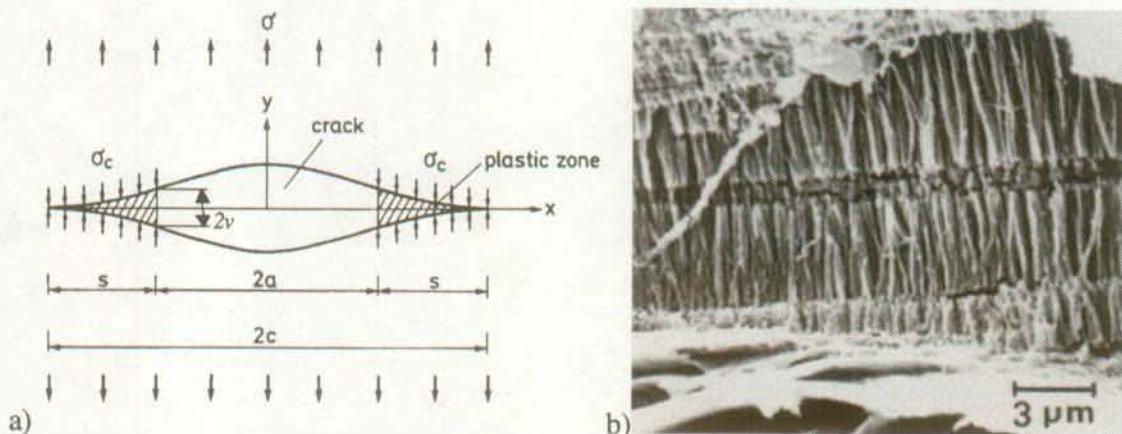 σ
y
crack
σc
σc
plastic zone
x
2v
s
2a
s
2c
a)
b)
3 µm